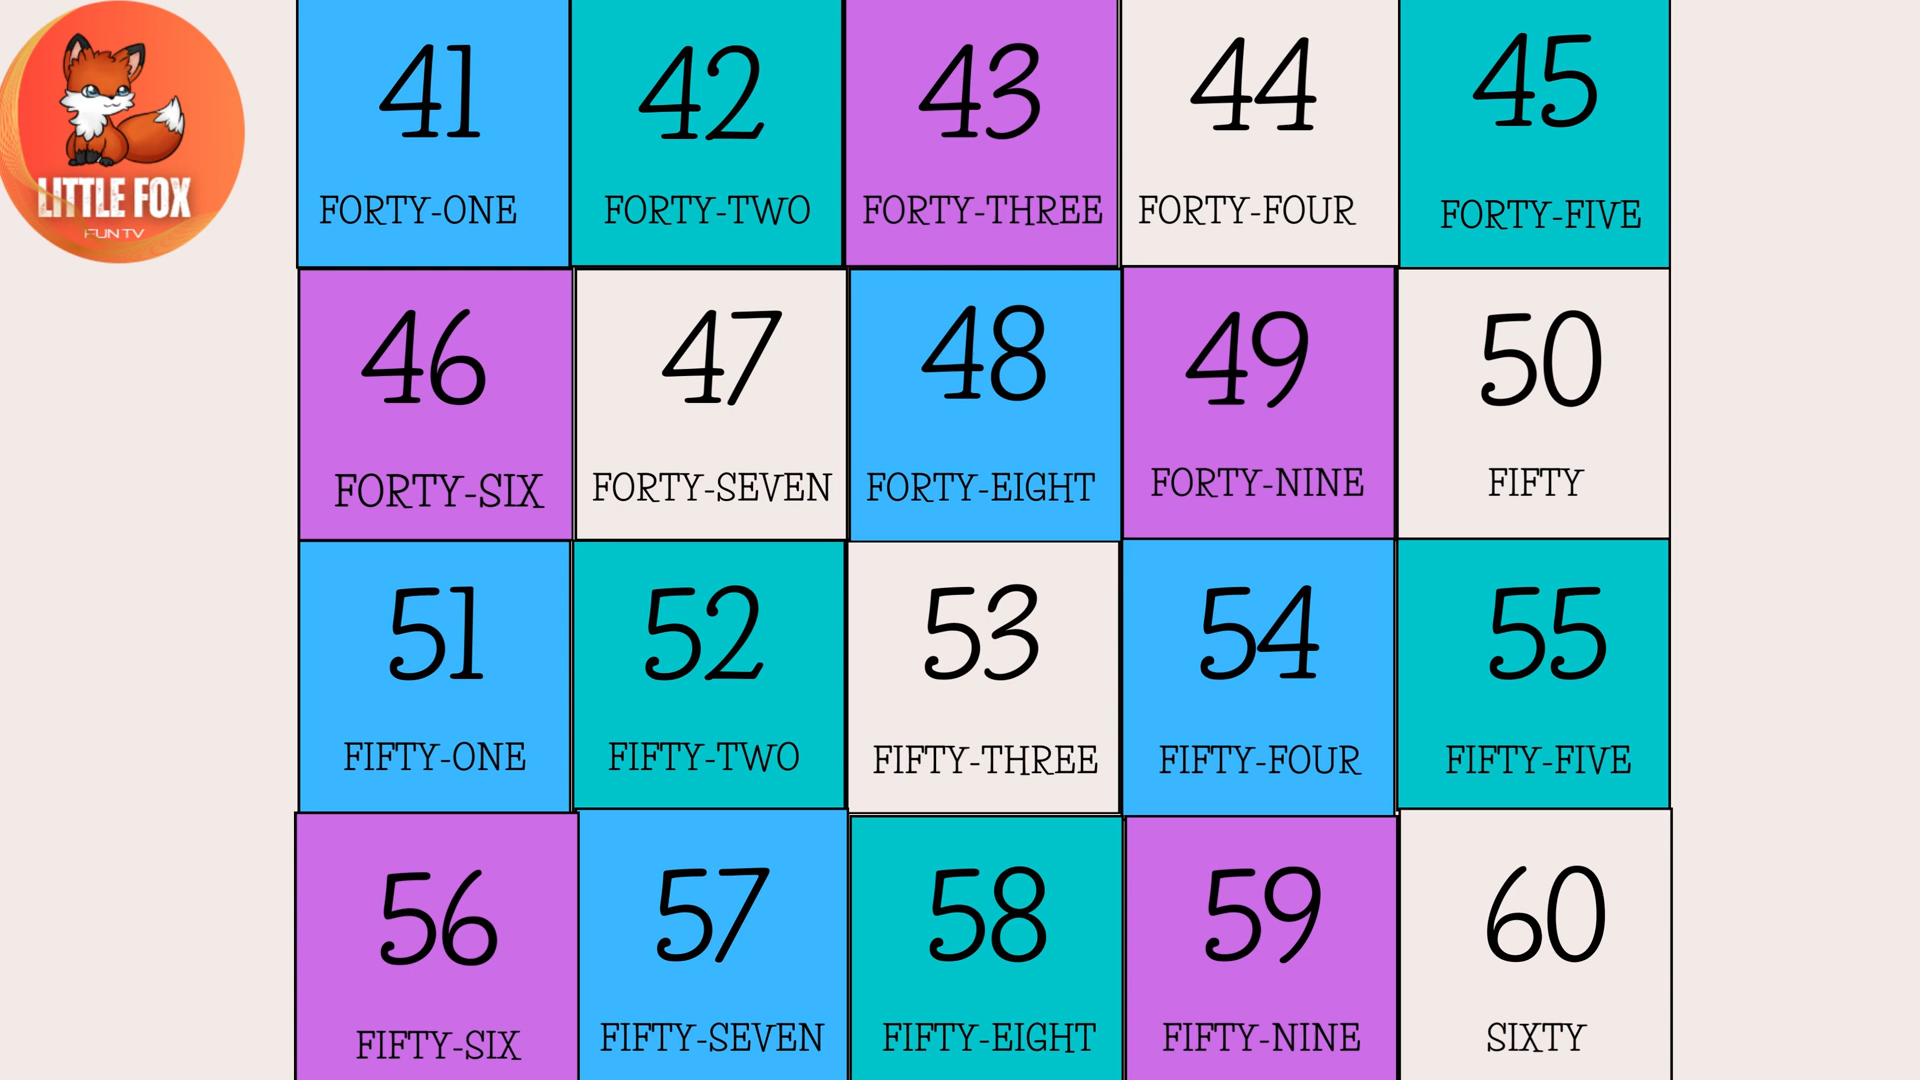 LITTLE FOX
FUN TV
41 42 43 44 45
FORTY-ONE FORTY-TWO FORTY-THREE FORTY-FOUR FORTY-FIVE
46 47 48 49 50
FORTY-SIX FORTY-SEVEN FORTY-EIGHT FORTY-NINE FIFTY
51 52 53 54 55
FIFTY-ONE FIFTY-TWO FIFTY-THREE FIFTY-FOUR FIFTY-FIVE
56 57 58 59 60
FIFTY-SIX FIFTY-SEVEN FIFTY-EIGHT FIFTY-NINE SIXTY